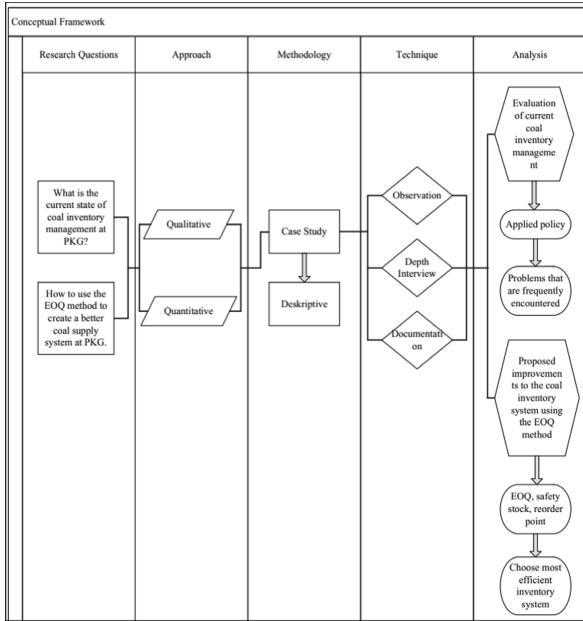 Conceptual Framework
Research Questions
Approach
Methodology
Technique
Analysis
What is the
current state of
coal inventory
management at
PKG?
How to use the
EOQ method to
create a better
coal supply
system at PKG.
Qualitative
Quantitative
Case Study
Deskriptive
Observation
Depth
Interview
Documentati
on
Evaluation
of current
coal
inventory
manageme
nt
Applied policy
Problems that
are frequently
encountered
Proposed
improvemen
ts to the coal
inventory
system using
the EOQ
method
EOQ, safety
stock, reorder
point
Choose most
efficient
inventory
system